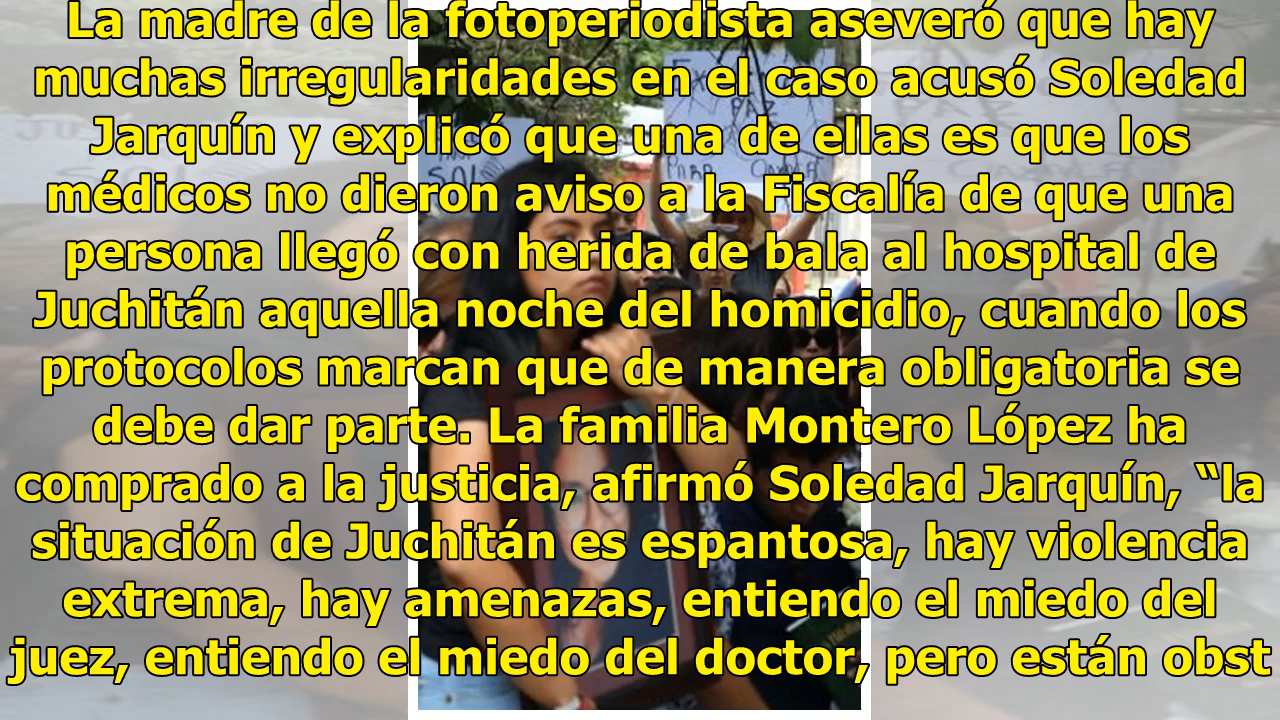 La madre de la fotoperiodista aseveró que hay
muchas irregularidades en el caso acusó Soledad
Jarquín y explicó que una de ellas es que los
médicos no dieron aviso a la Fiscalía de que una
persona llegó con herida de bala al hospital de
Juchitán aquella noche del homicidio, cuando los
protocolos marcan que de manera obligatoria se
debe dar parte. La familia Montero López ha
comprado a la justicia, afirmó Soledad Jarquín, “la
situación de Juchitán es espantosa, hay violencia
extrema, hay amenazas, entiendo el miedo del
juez, entiendo el miedo del doctor, pero están obst
PAZ
PARA
SOL